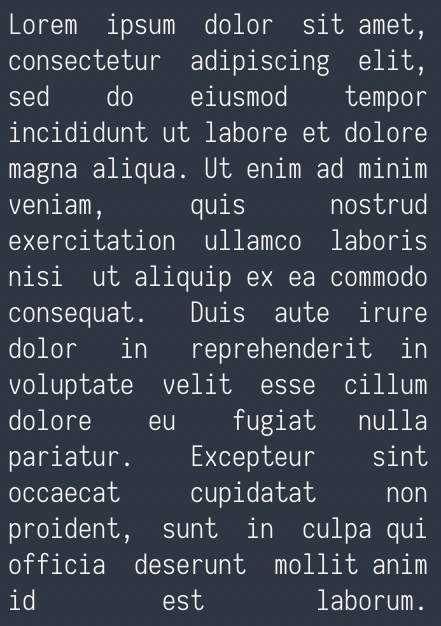 Lorem ipsum dolor sit amet,
consectetur adipiscing elit,
sed do eiusmod tempor
incididunt ut labore et dolore
magna aliqua. Ut enim ad minim
veniam, quis nostrud
exercitation ullamco laboris
nisi ut aliquip ex ea commodo
consequat. Duis aute irure
dolor in reprehenderit in
voluptate velit esse cillum
dolore eu fugiat nulla
pariatur. Excepteur sint
occaecat cupidatat non
proident, sunt in culpa qui
officia deserunt mollit anim
id est laborum.